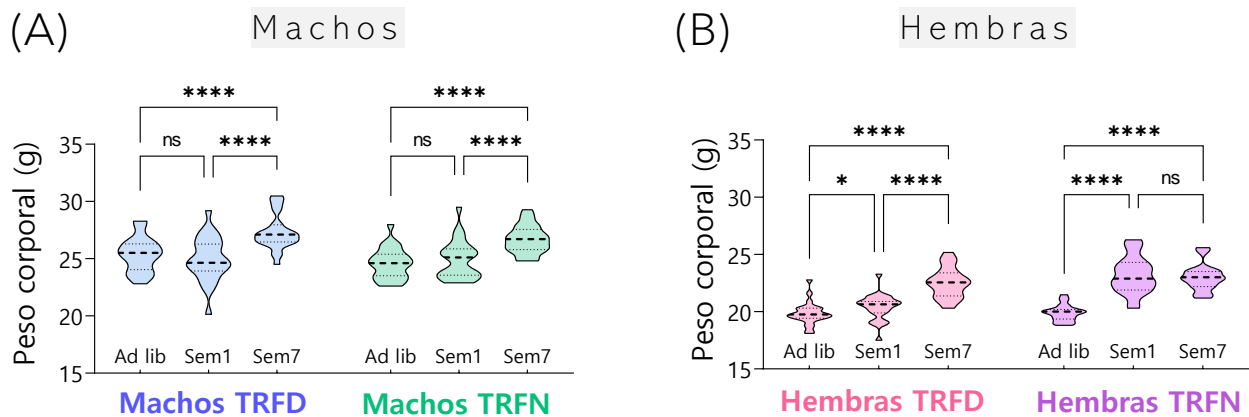 (A) Machos
Peso corporal (g)
35
30
25
20
15
**** ****
ns **** ns ****
Ad lib Sem1 Sem7 Ad lib Sem1 Sem7
Machos TRFD Machos TRFN
(B) Hembras
Peso corporal (g)
35
30
25
20
15
**** ****
* **** **** ns
Ad lib Sem1 Sem7 Ad lib Sem1 Sem7
Hembras TRFD Hembras TRFN